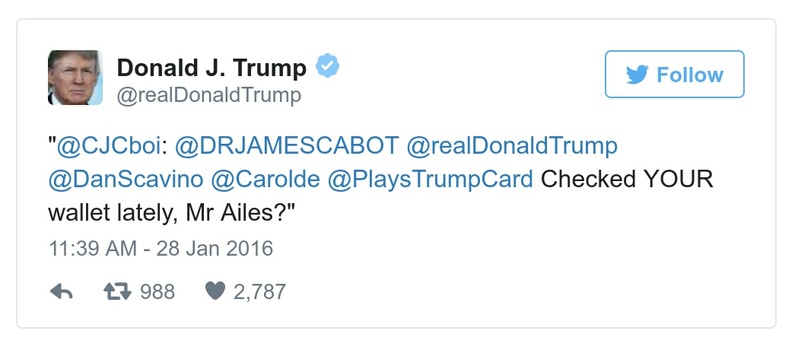 Donald J. Trump
@realDonaldTrump
Follow
"@CJCboi: @DRJAMESCABOT @realDonaldTrump
@DanScavino @Carolde @PlaysTrumpCard Checked YOUR
wallet lately, Mr Ailes?"
11:39 AM - 28 Jan 2016
988 2,787